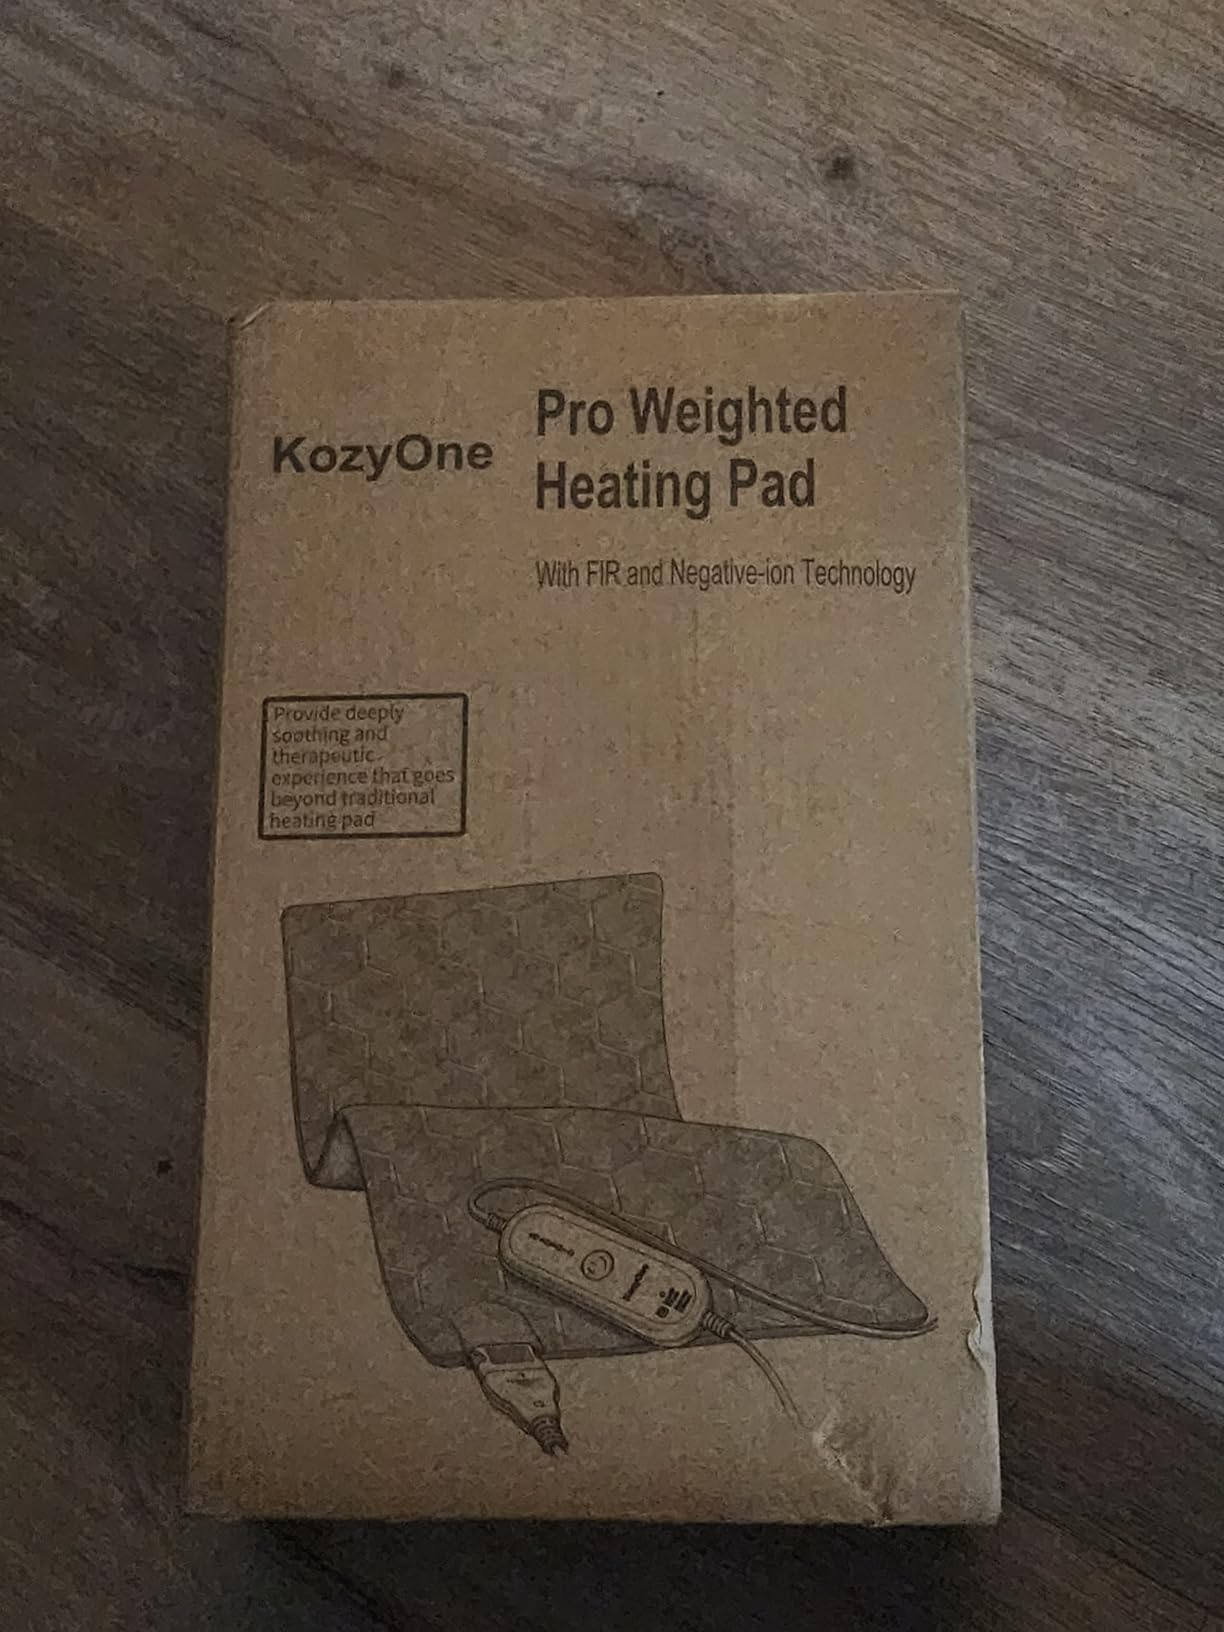 KozyOne
Pro Weighted
Heating Pad
With FIR and Negative-ion Technology
Provide deeply
soothing and
therapeutic
experience that goes
beyond traditional
heating pad